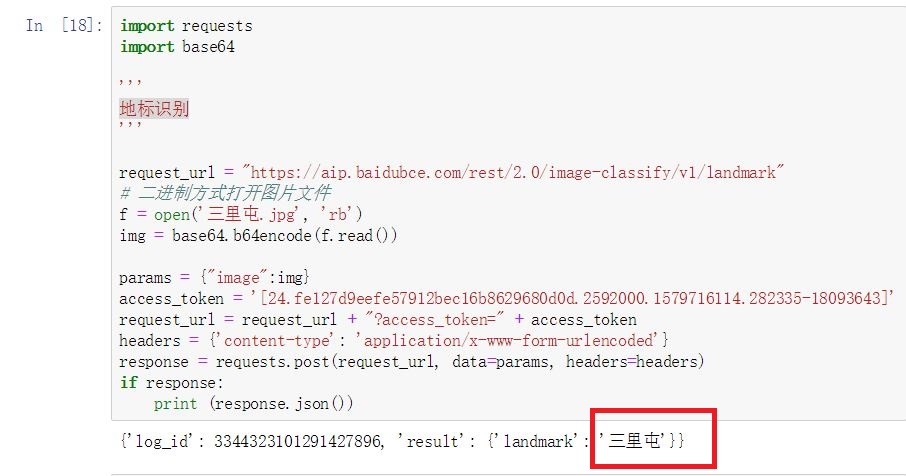 In [18]:
import requests
import base64
'''
地标识别
'''
request_url = "https://aip.baidubce.com/rest/2.0/image-classify/v1/landmark"
# 二进制方式打开图片文件
f = open('三里屯.jpg', 'rb')
img = base64.b64encode(f.read())
params = {"image":img}
access_token = '[24.fe127d9eefe57912bec16b8629680d0d.2592000.1579716114.282335-18093643]'
request_url = request_url + "?access_token=" + access_token
headers = {'content-type': 'application/x-www-form-urlencoded'}
response = requests.post(request_url, data=params, headers=headers)
if response:
    print (response.json())
{'log_id': 3344323101291427896, 'result': {'landmark': '三里屯'}}